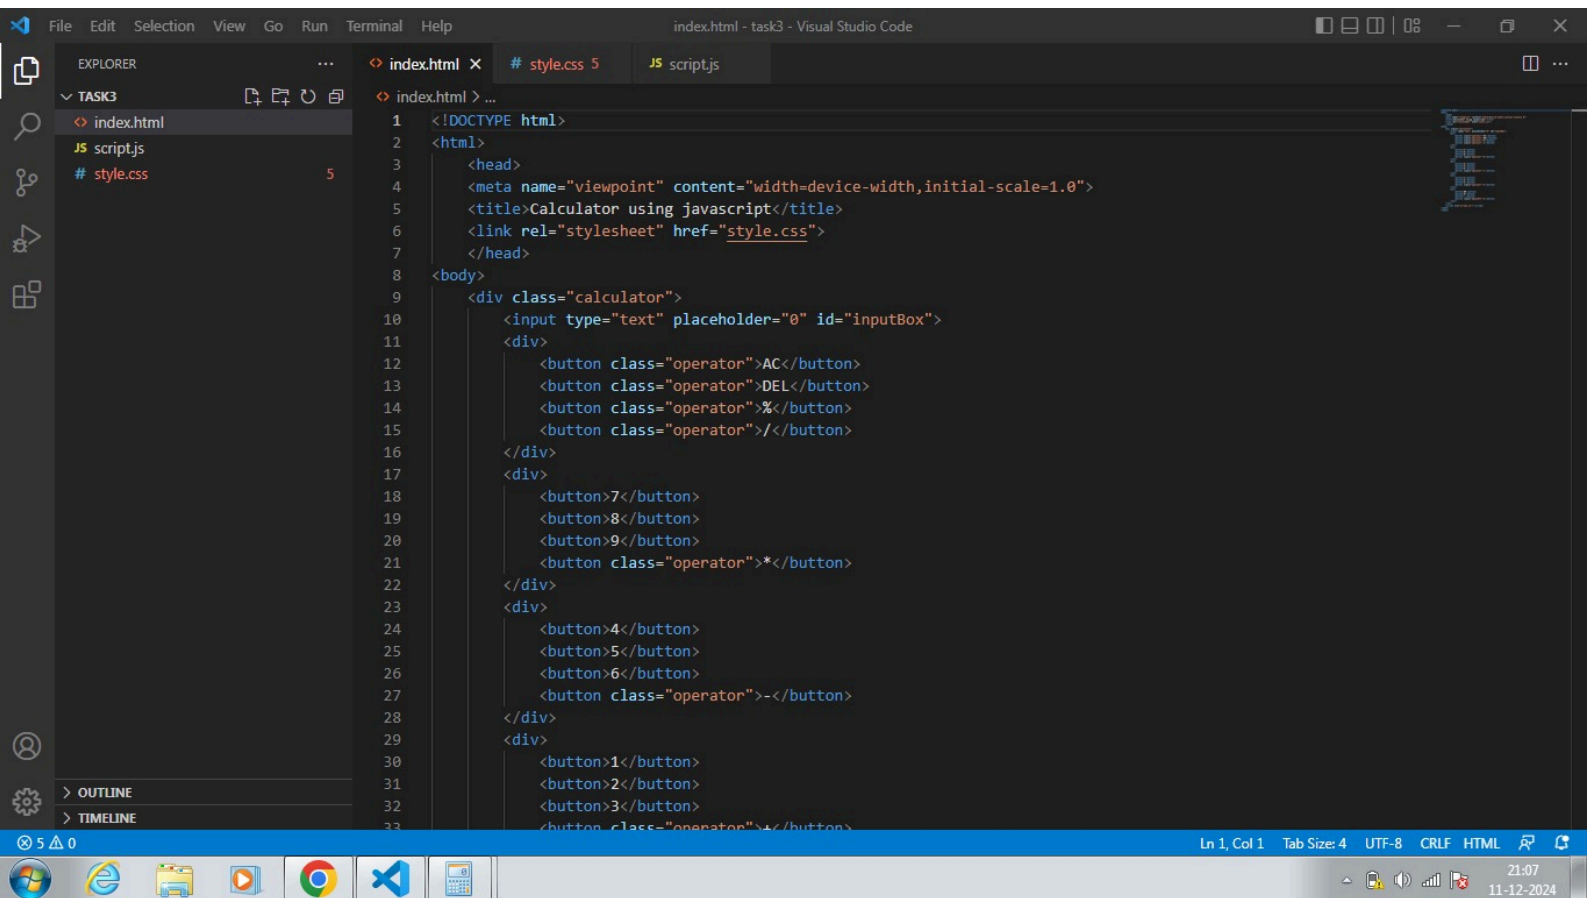 File Edit Selection View Go Run Terminal Help
index.html - task3 - Visual Studio Code
EXPLORER
TASK3
index.html
JS script.js
# style.css 5
OUTLINE
TIMELINE
<> index.html
# style.css 5
JS script.js
<> index.html > ...
1 <!DOCTYPE html>
2 <html>
3 <head>
4 <meta name="viewpoint" content="width=device-width,initial-scale=1.0">
5 <title>Calculator using javascript</title>
6 <link rel="stylesheet" href="style.css">
7 </head>
8 <body>
9 <div class="calculator">
10 <input type="text" placeholder="0" id="inputBox">
11 <div>
12 <button class="operator">AC</button>
13 <button class="operator">DEL</button>
14 <button class="operator">%</button>
15 <button class="operator">/</button>
16 </div>
17 <div>
18 <button>7</button>
19 <button>8</button>
20 <button>9</button>
21 <button class="operator">*</button>
22 </div>
23 <div>
24 <button>4</button>
25 <button>5</button>
26 <button>6</button>
27 <button class="operator">-</button>
28 </div>
29 <div>
30 <button>1</button>
31 <button>2</button>
32 <button>3</button>
33 <button class="operator">+</button>
5 0
Ln 1, Col 1 Tab Size: 4 UTF-8 CRLF HTML
21:07
11-12-2024